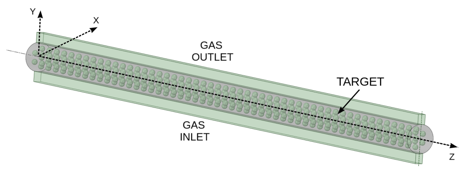 Y
X
GAS
OUTLET
TARGET
GAS
INLET
Z